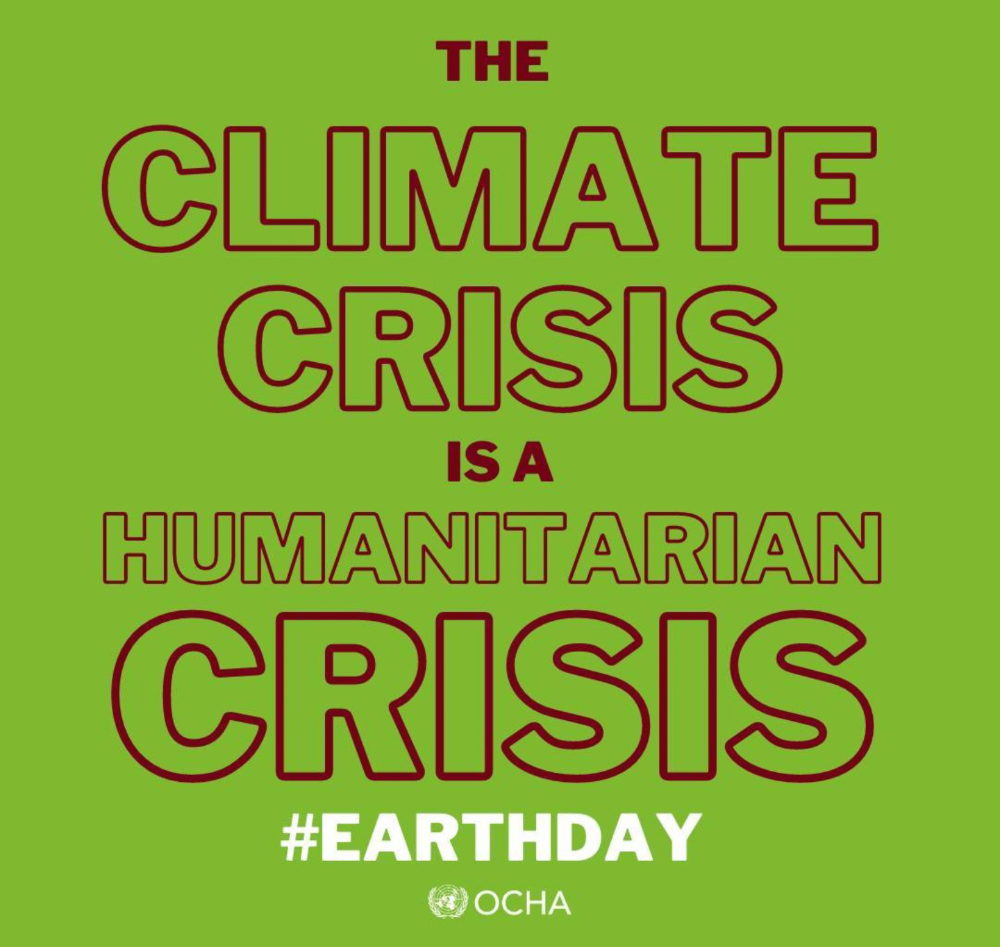 THE
CLIMATE
CRISIS
IS A
HUMANITARIAN
CRISIS
#EARTHDAY
OCHA